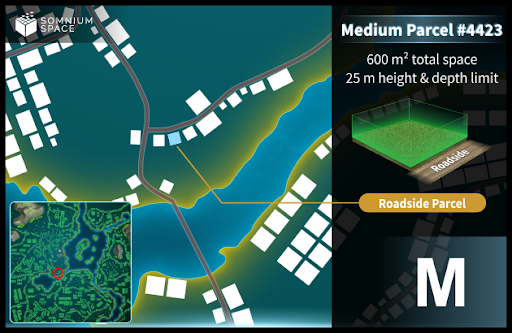 SOMNIUM
SPACE
Medium Parcel #4423
600 m² total space
25 m height & depth limit
Roadside
Roadside Parcel
M